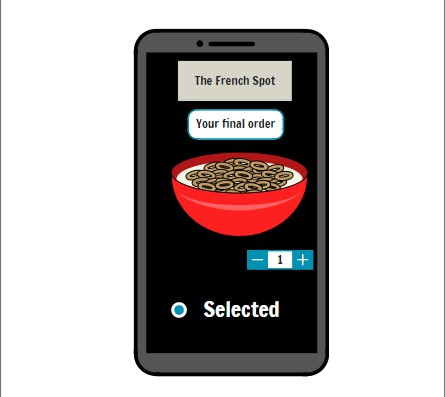 The French Spot
Your final order
— 1 +
Selected